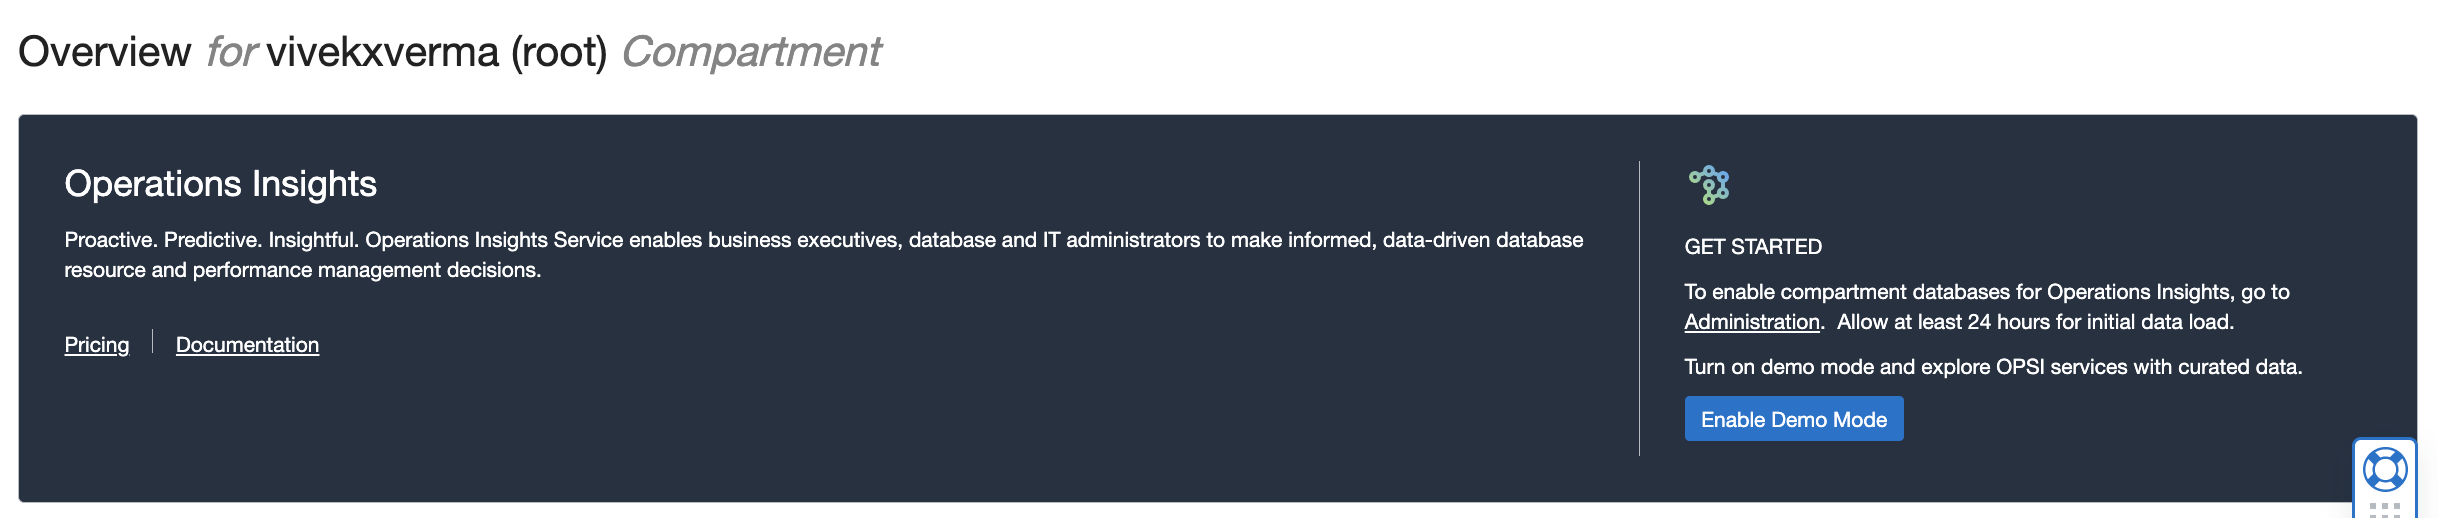 Overview for vivekxverma (root) Compartment
Operations Insights
Proactive. Predictive. Insightful. Operations Insights Service enables business executives, database and IT administrators to make informed, data-driven database
resource and performance management decisions.
Pricing
Documentation
GET STARTED
To enable compartment databases for Operations Insights, go to
Administration. Allow at least 24 hours for initial data load.
Turn on demo mode and explore OPSI services with curated data.
Enable Demo Mode